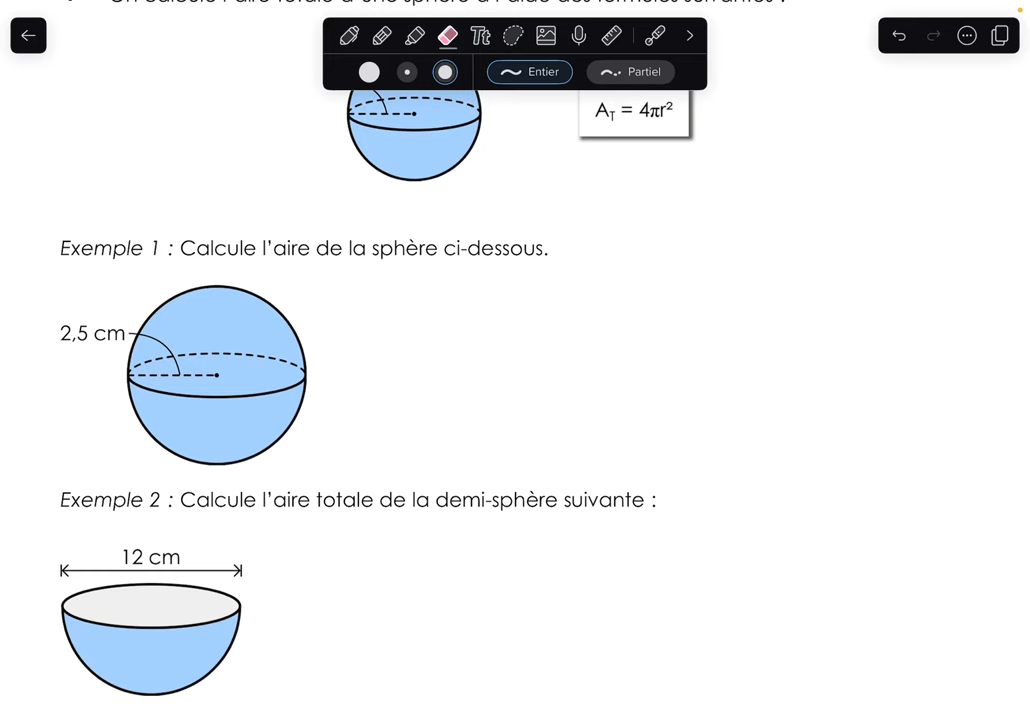 Entier Partiel
A_T = 4πr²
Exemple 1 : Calcule l'aire de la sphère ci-dessous.
2,5 cm
Exemple 2 : Calcule l'aire totale de la demi-sphère suivante :
12 cm